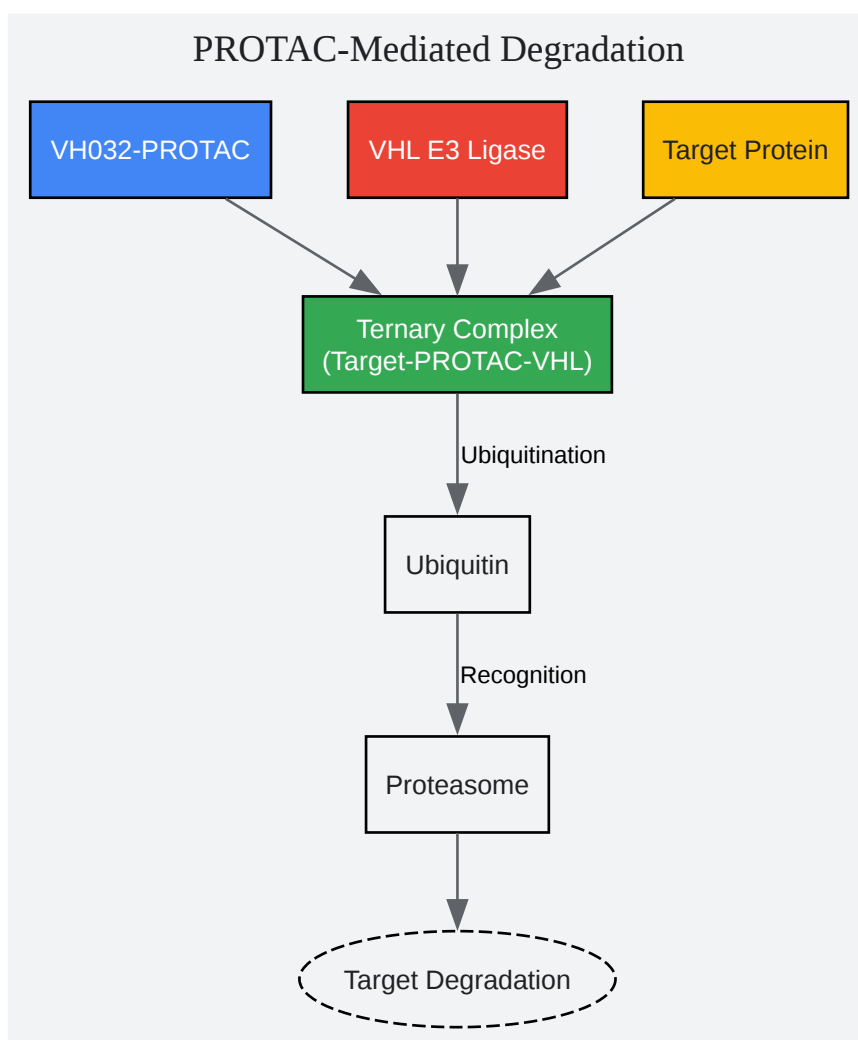 PROTAC-Mediated Degradation
VH032-PROTAC
VHL E3 Ligase
Target Protein
Ternary Complex
(Target-PROTAC-VHL)
Ubiquitination
Ubiquitin
Recognition
Proteasome
Target Degradation